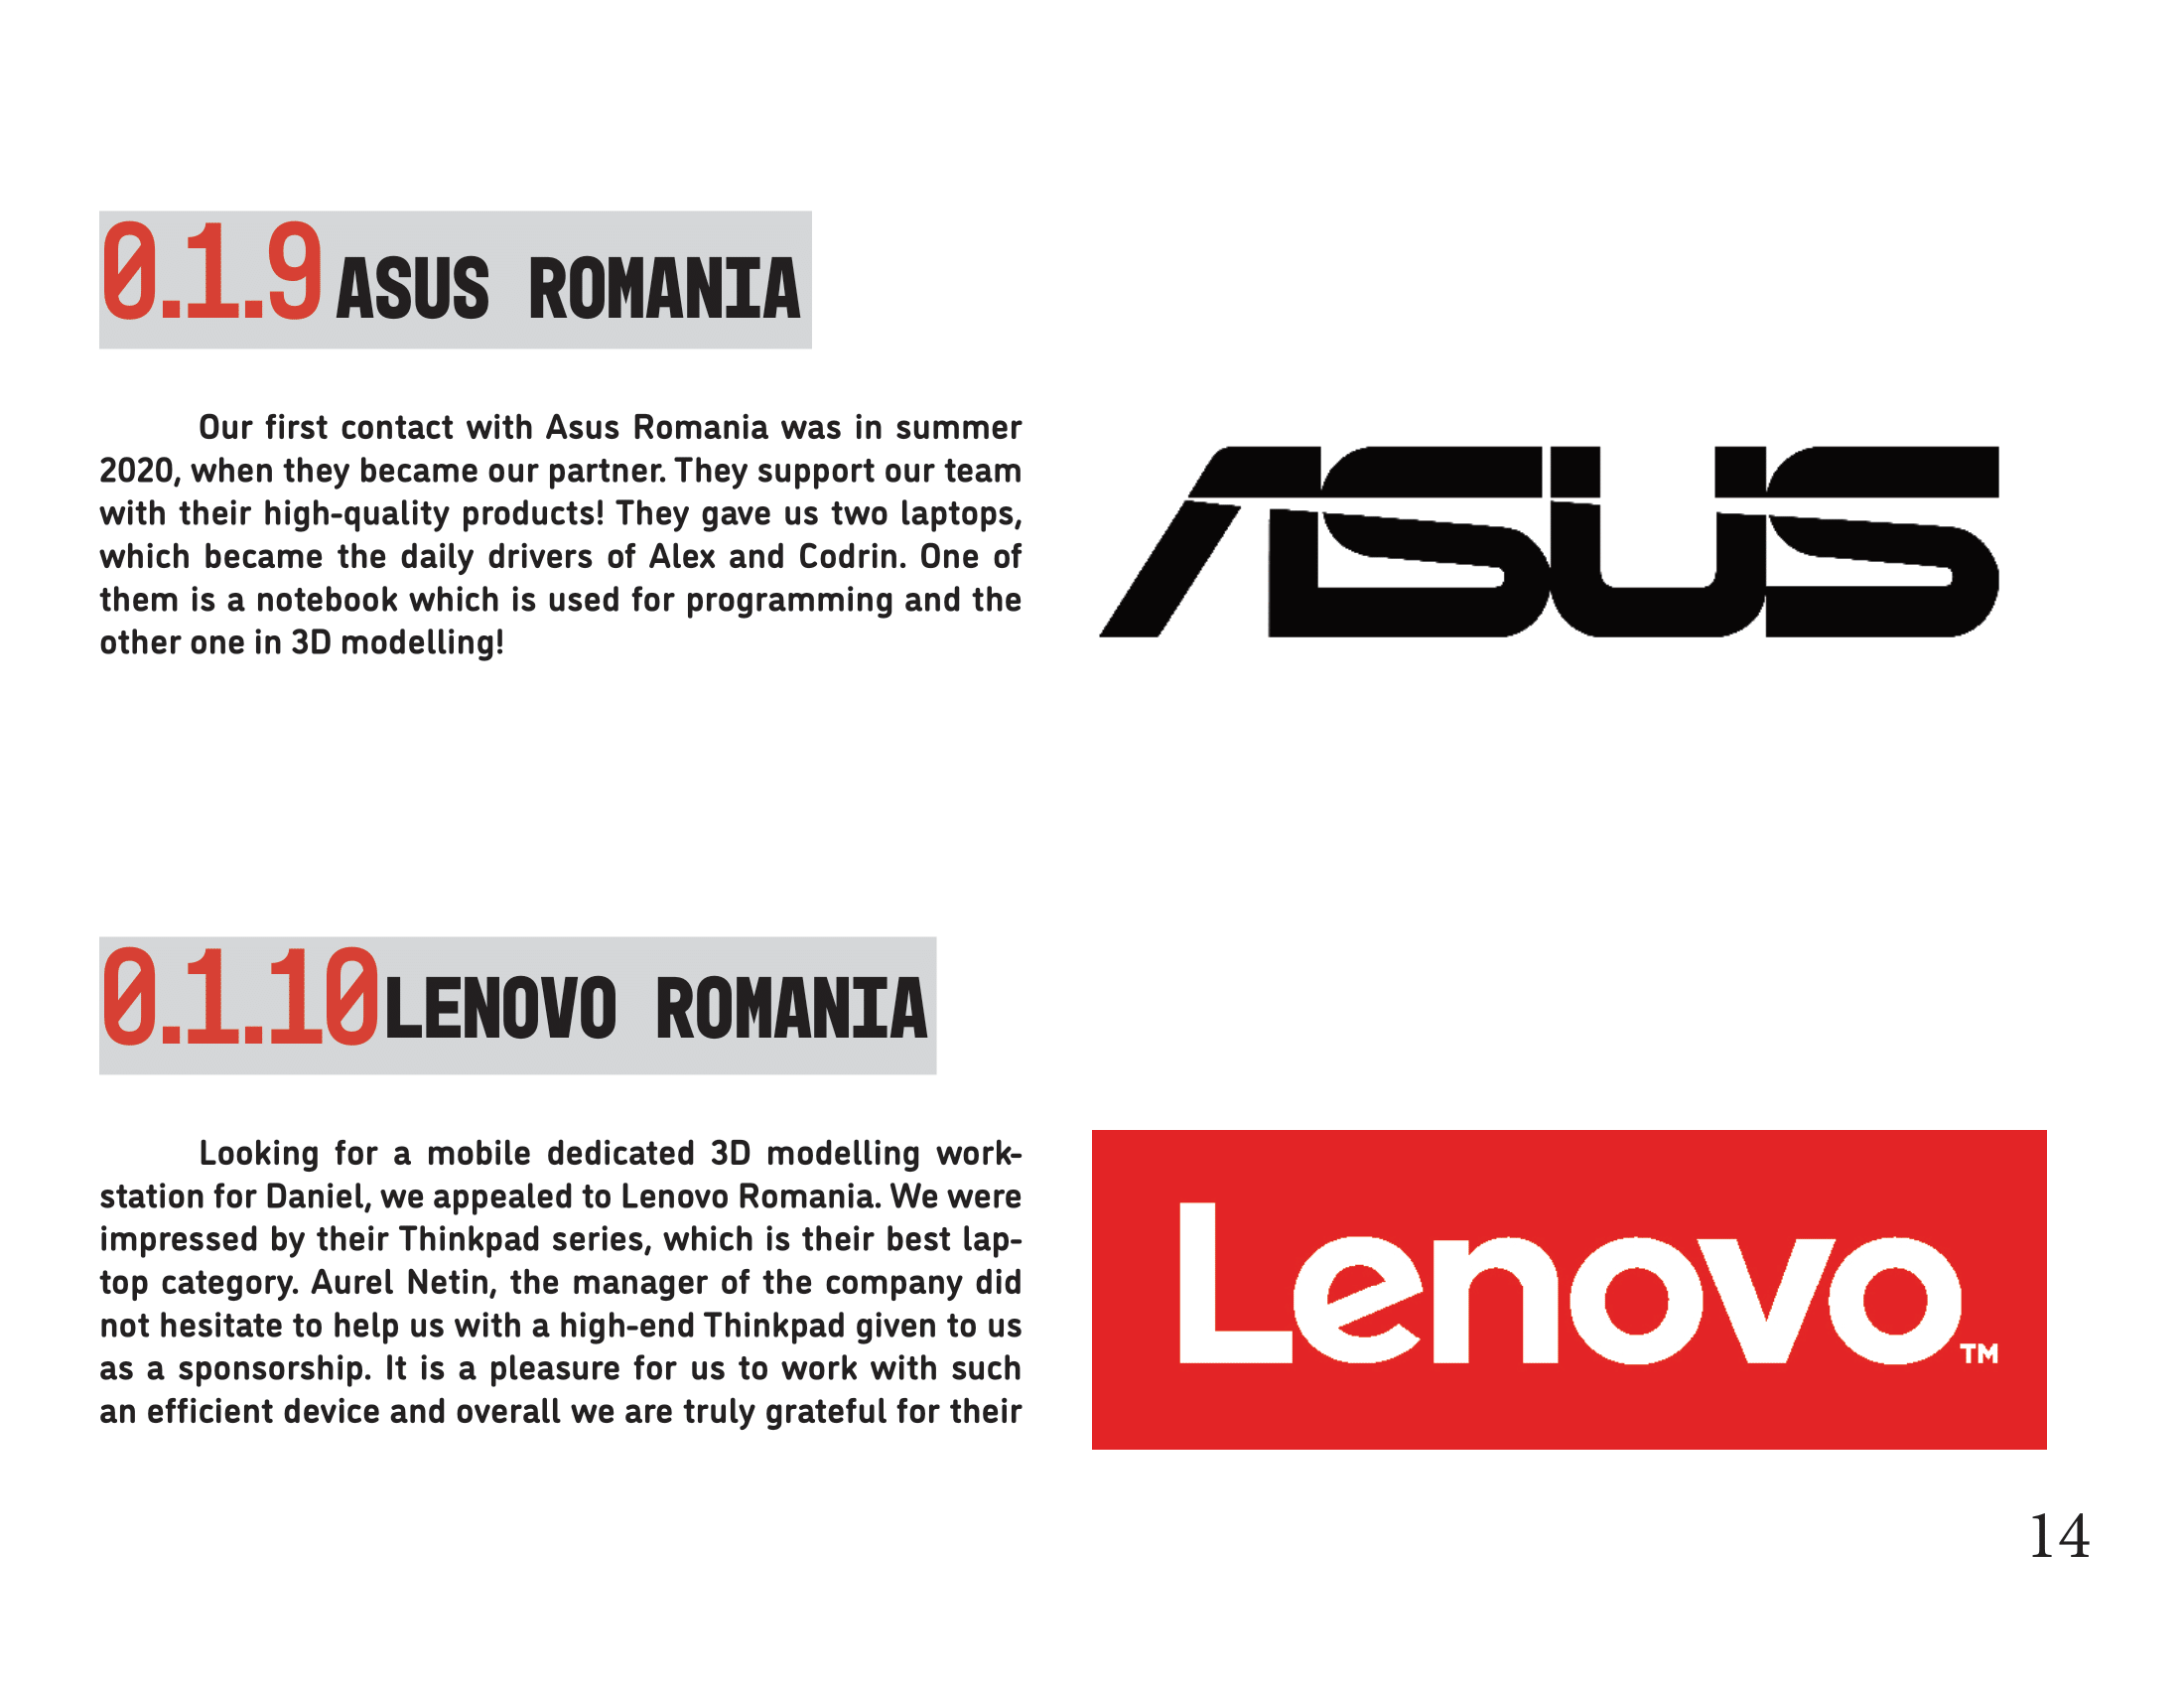 0.1.9 ASUS ROMANIA
Our first contact with Asus Romania was in summer
2020, when they became our partner. They support our team
with their high-quality products! They gave us two laptops,
which became the daily drivers of Alex and Codrin. One of
them is a notebook which is used for programming and the
other one in 3D modelling!
ASUS
0.1.10 LENOVO ROMANIA
Looking for a mobile dedicated 3D modelling work-
station for Daniel, we appealed to Lenovo Romania. We were
impressed by their Thinkpad series, which is their best lap-
top category. Aurel Netin, the manager of the company did
not hesitate to help us with a high-end Thinkpad given to us
as a sponsorship. It is a pleasure for us to work with such
an efficient device and overall we are truly grateful for their
Lenovo™
14